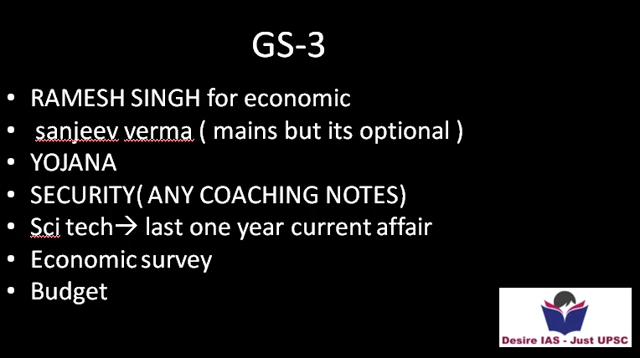 GS-3
• RAMESH SINGH for economic
• sanjeev verma ( mains but its optional )
• YOJANA
• SECURITY( ANY COACHING NOTES)
• Sci tech→ last one year current affair
• Economic survey
• Budget
Desire IAS - Just UPSC